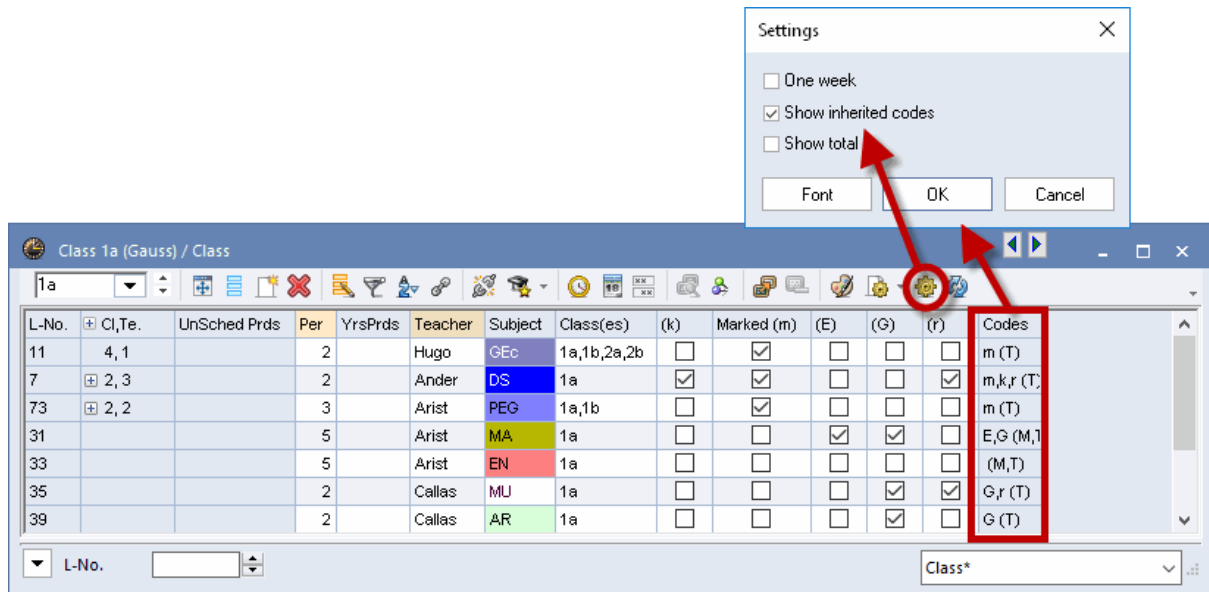 Settings
One week
Show inherited codes
Show total
Font OK Cancel
Class 1a (Gauss) / Class
1a
L-No. Cl,Te. UnSched Prds Per YrsPrds Teacher Subject Class(es) (k) Marked (m) (E) (G) (r) Codes
11 4, 1 2 Hugo GEc 1a,1b,2a,2b m (T)
7 2, 3 2 Ander DS 1a m,k,r (T)
73 2, 2 3 Arist PEG 1a,1b m (T)
31 5 Arist MA 1a E,G (M,T
33 5 Arist EN 1a (M,T)
35 2 Callas MU 1a G,r (T)
39 2 Callas AR 1a G (T)
L-No. Class*